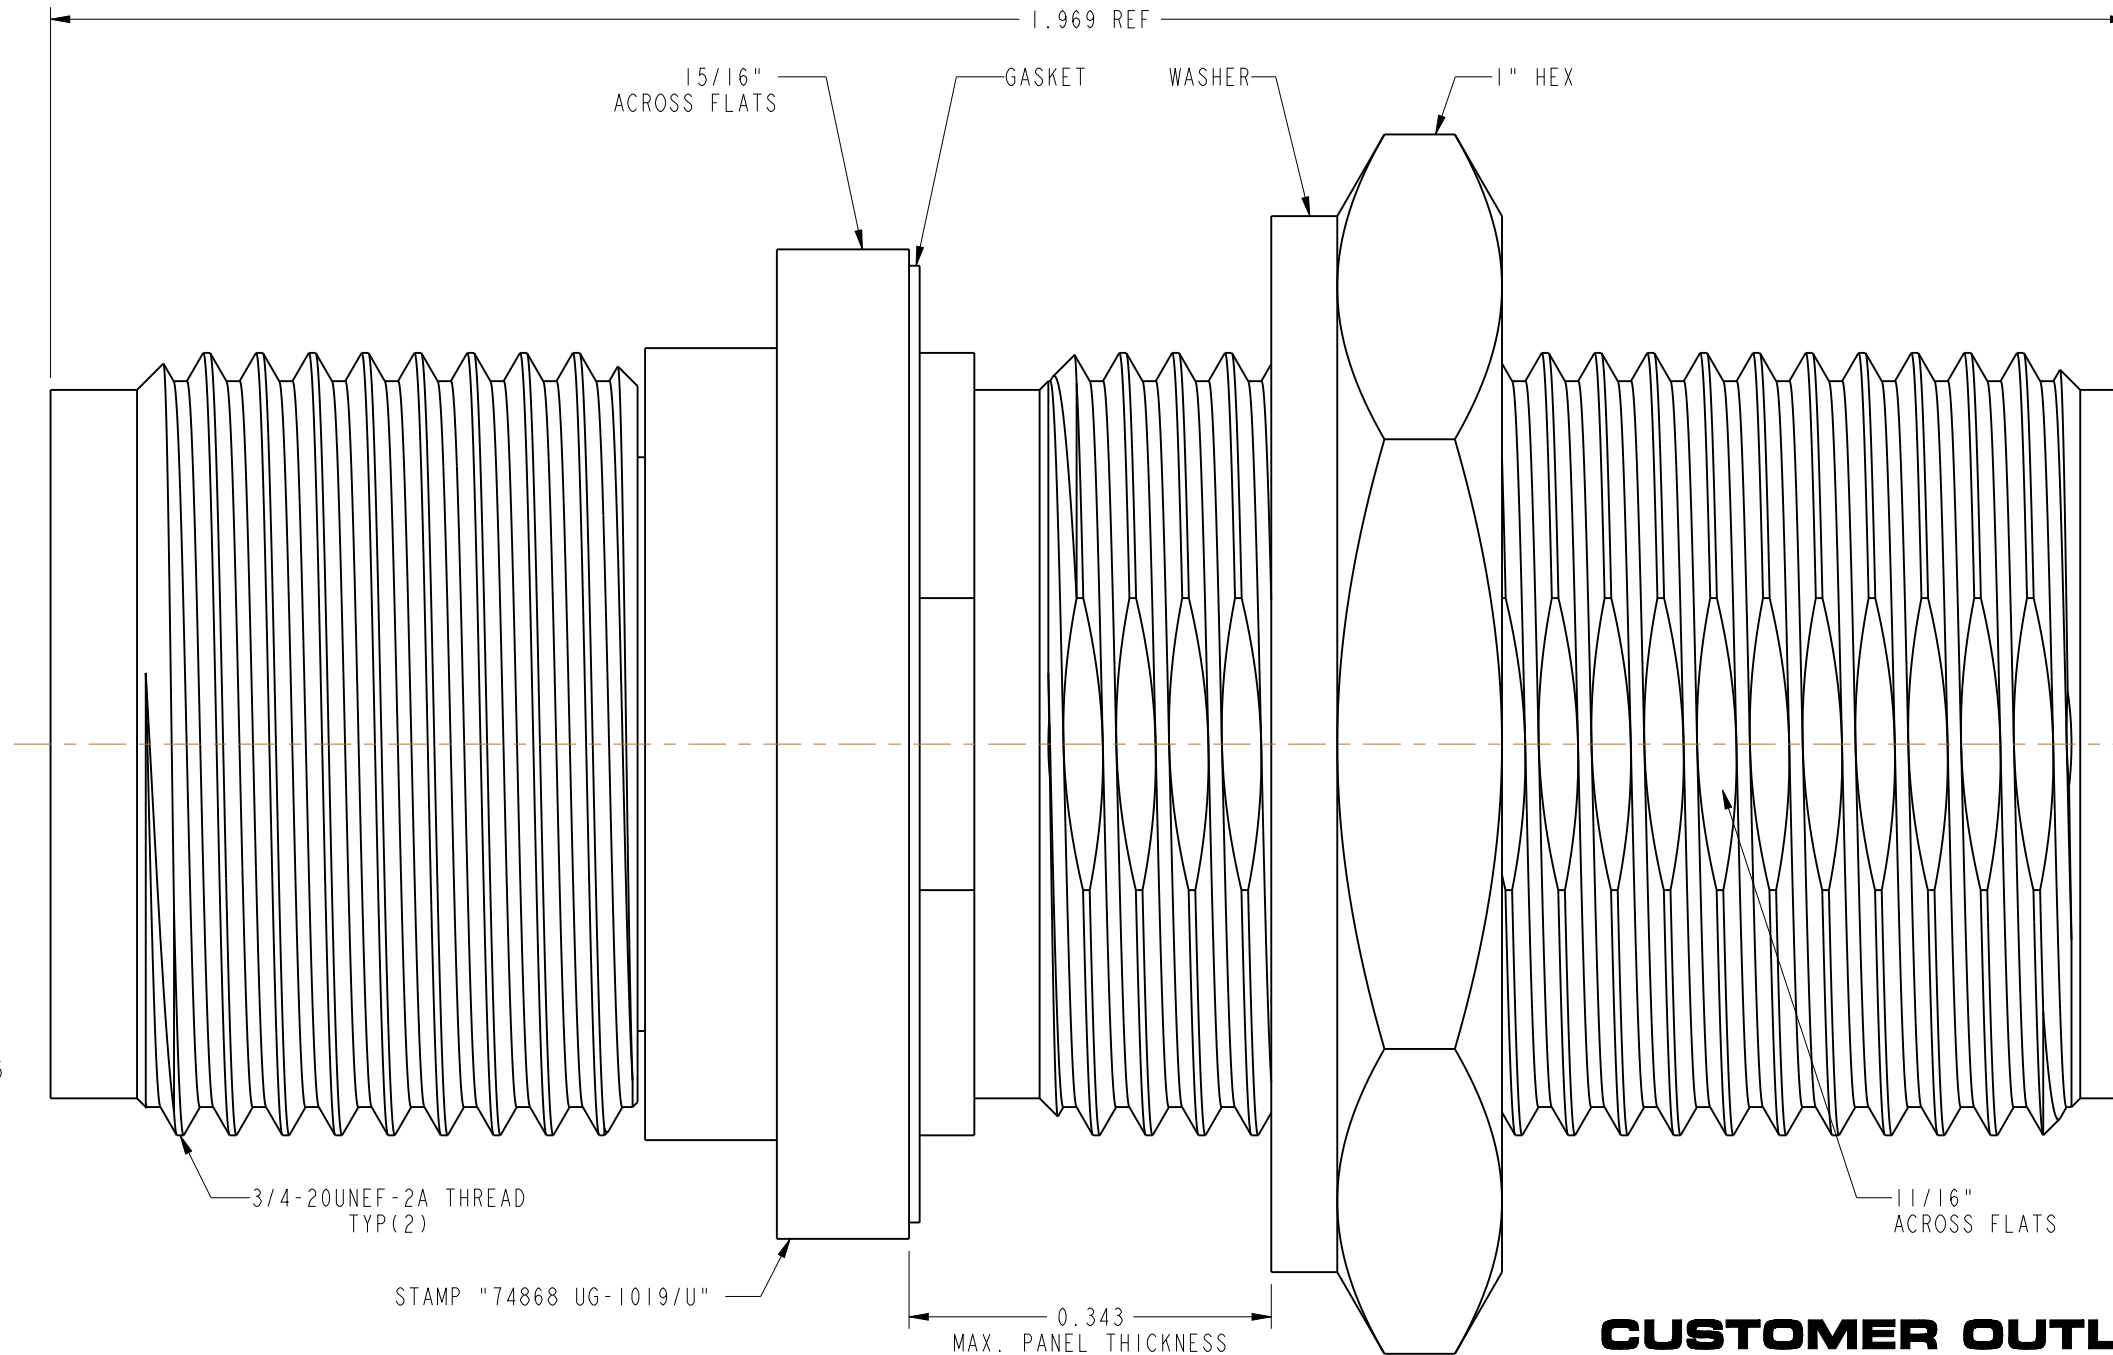 1.969 REF
15/16"
ACROSS FLATS
GASKET
WASHER
1" HEX
3/4-20UNEF-2A THREAD
TYP(2)
11/16"
ACROSS FLATS
STAMP "74868 UG-1019/U"
0.343
MAX. PANEL THICKNESS
CUSTOMER OUTL